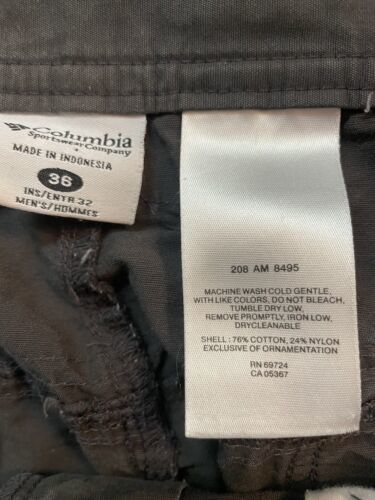 Columbia
Sportswear Company
MADE IN INDONESIA
36
INS/ENTR 32
MEN'S/HOMMES
208 AM 8495
MACHINE WASH COLD GENTLE,
WITH LIKE COLORS, DO NOT BLEACH,
TUMBLE DRY LOW,
REMOVE PROMPTLY, IRON LOW,
DRYCLEANABLE
SHELL : 76% COTTON, 24% NYLON
EXCLUSIVE OF ORNAMENTATION
RN 69724
CA 05367